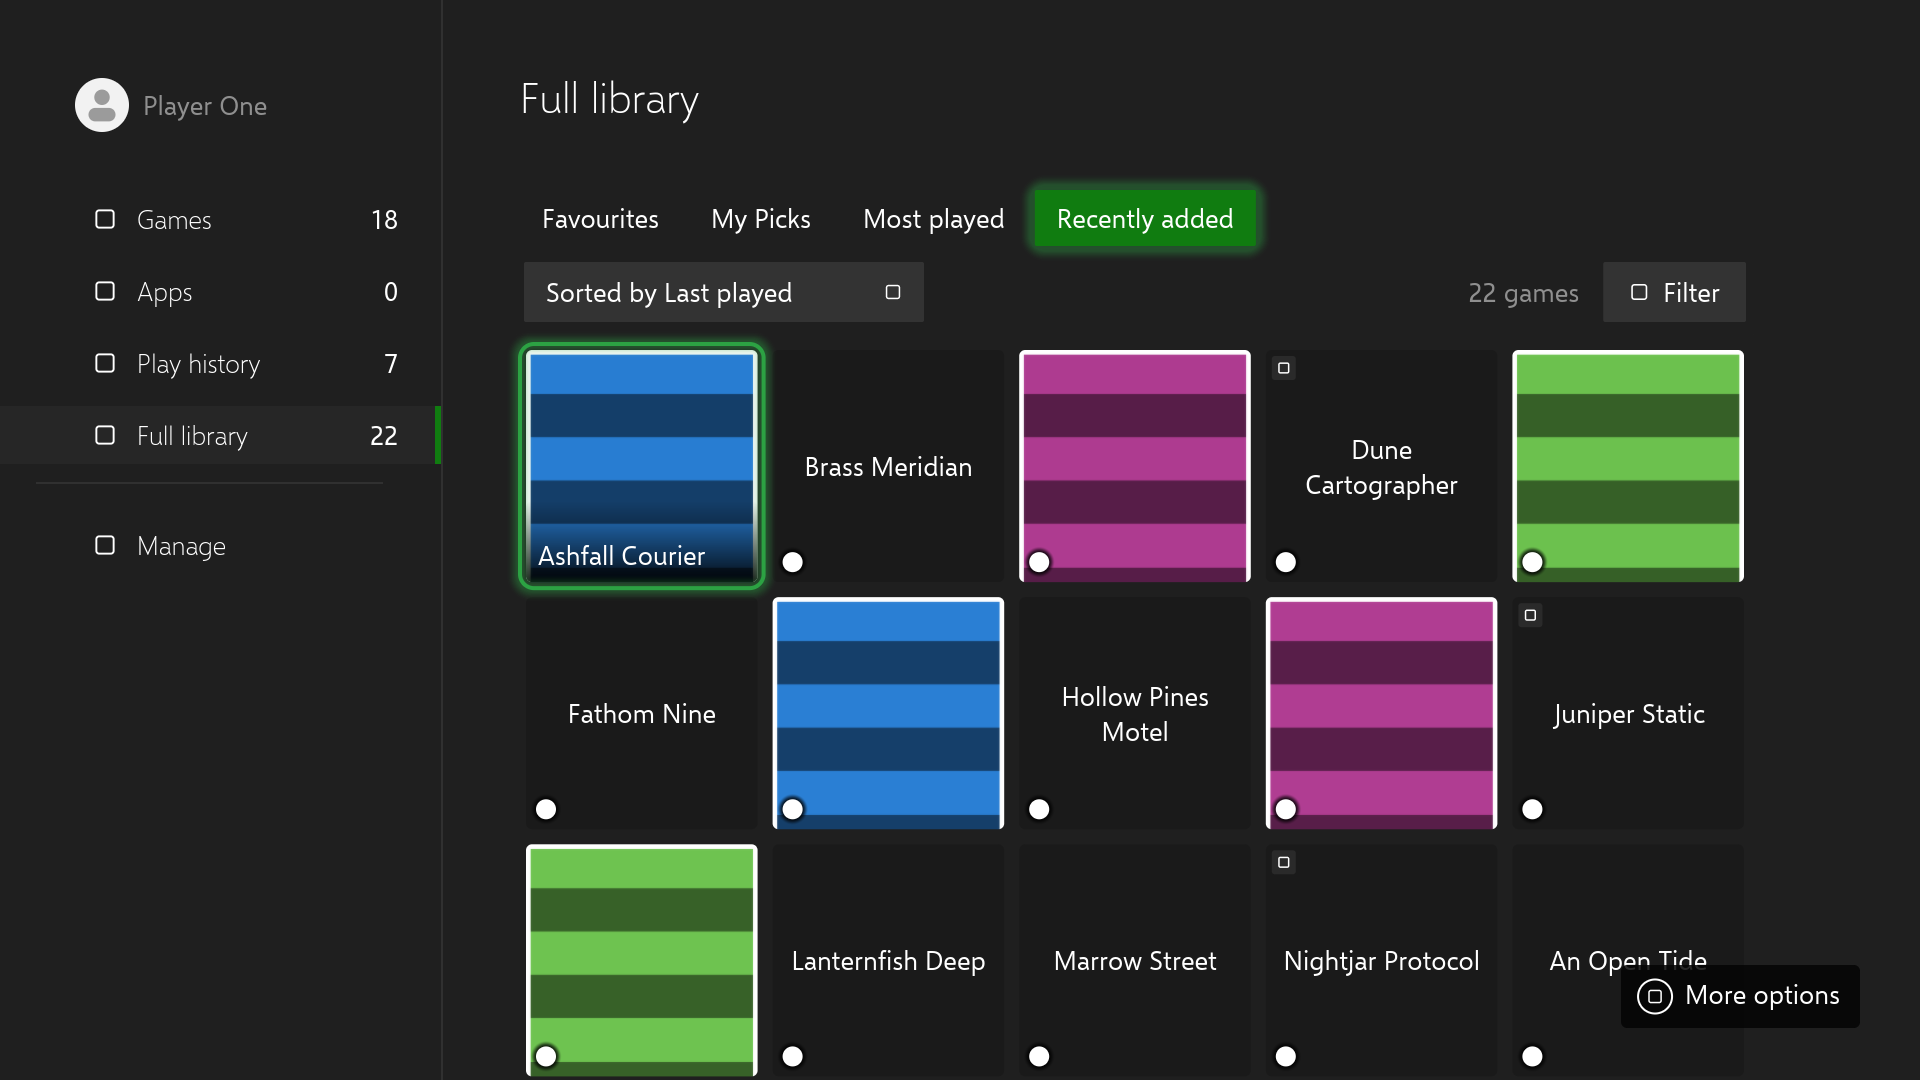 Player One
Games 18
Apps 0
Play history 7
Full library 22
Manage
Full library
Favourites My Picks Most played Recently added
Sorted by Last played
22 games
Filter
Ashfall Courier
Brass Meridian
Dune
Cartographer
Fathom Nine
Hollow Pines
Motel
Juniper Static
Lanternfish Deep
Marrow Street
Nightjar Protocol
An Open Tide
More options